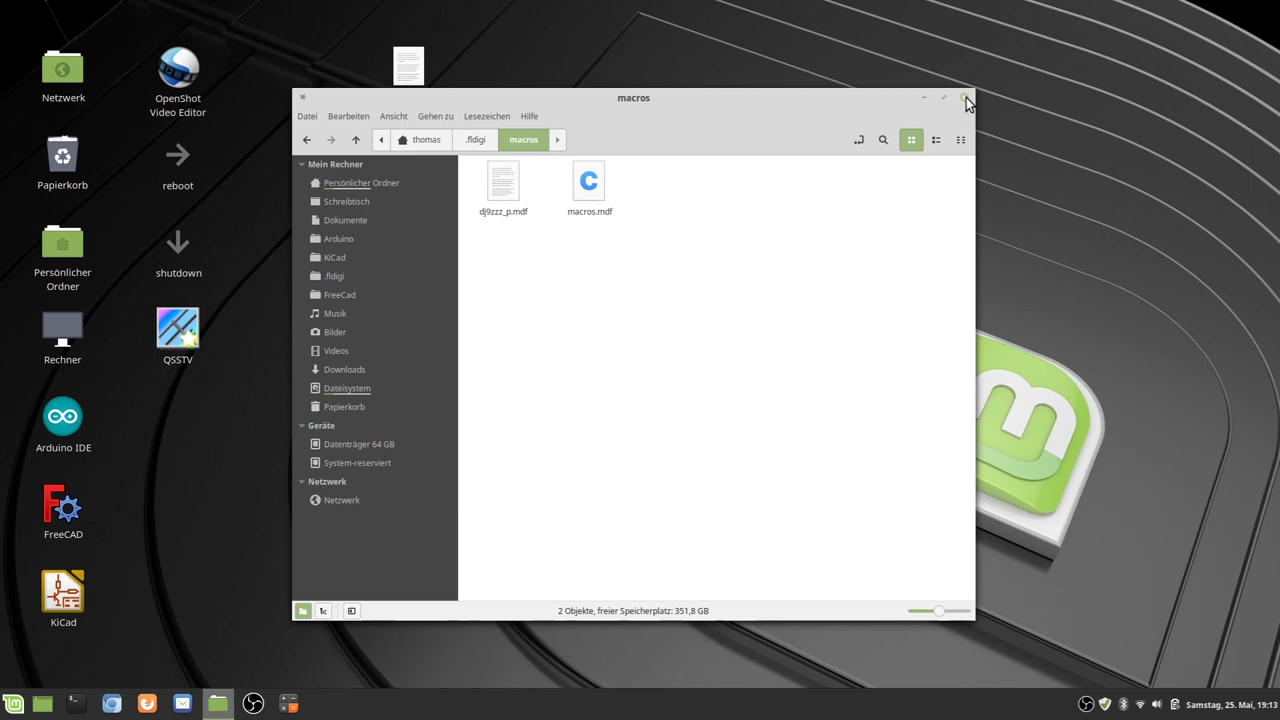 Netzwerk
OpenShot
Video Editor
Papierkorb
reboot
Persönlicher
Ordner
shutdown
Rechner
QSSTV
Arduino IDE
FreeCAD
KiCad
macros
Datei Bearbeiten Ansicht Gehen zu Lesezeichen Hilfe
thomas .fldigi macros
Mein Rechner
Persönlicher Ordner
Schreibtisch
Dokumente
Arduino
KiCad
.fldigi
FreeCad
Musik
Bilder
Videos
Downloads
Dateisystem
Papierkorb
Geräte
Datenträger 64 GB
System-reserviert
Netzwerk
Netzwerk
dj9zzz_p.mdf macros.mdf
2 Objekte, freier Speicherplatz: 351,8 GB
Samstag, 25. Mai, 19:13